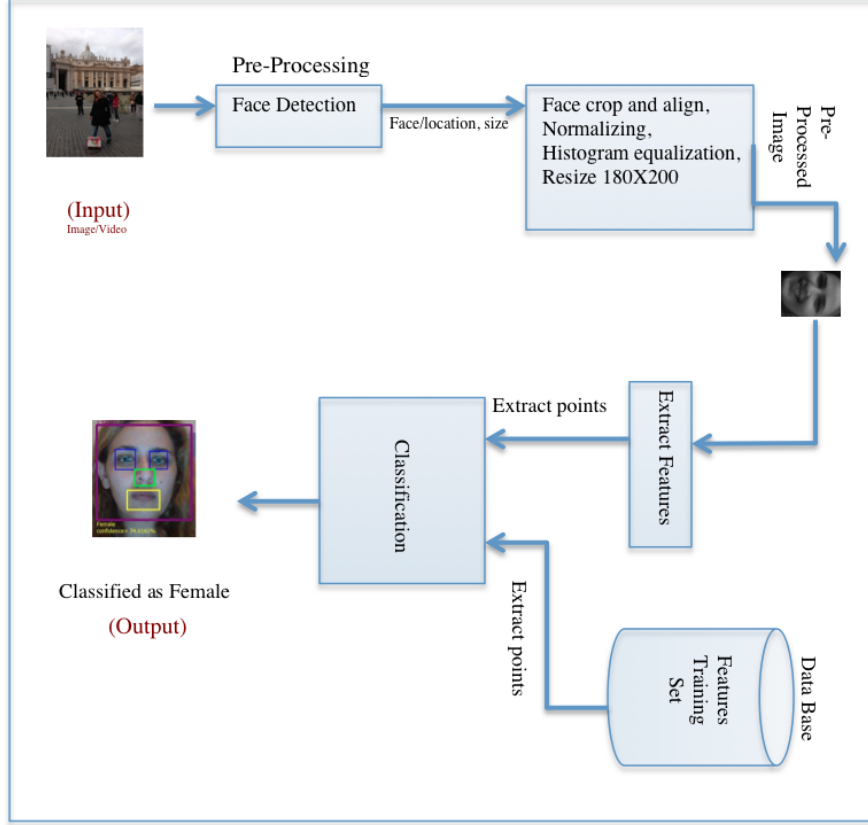 Pre-Processing
Face Detection
Face/location, size
Face crop and align,
Normalizing,
Histogram equalization,
Resize 180X200
Pre-
Processed
Image
(Input)
Image/Video
Extract Features
Extract points
Classification
Extract points
Features
Training
Set
Data Base
Female
Classified as Female
(Output)